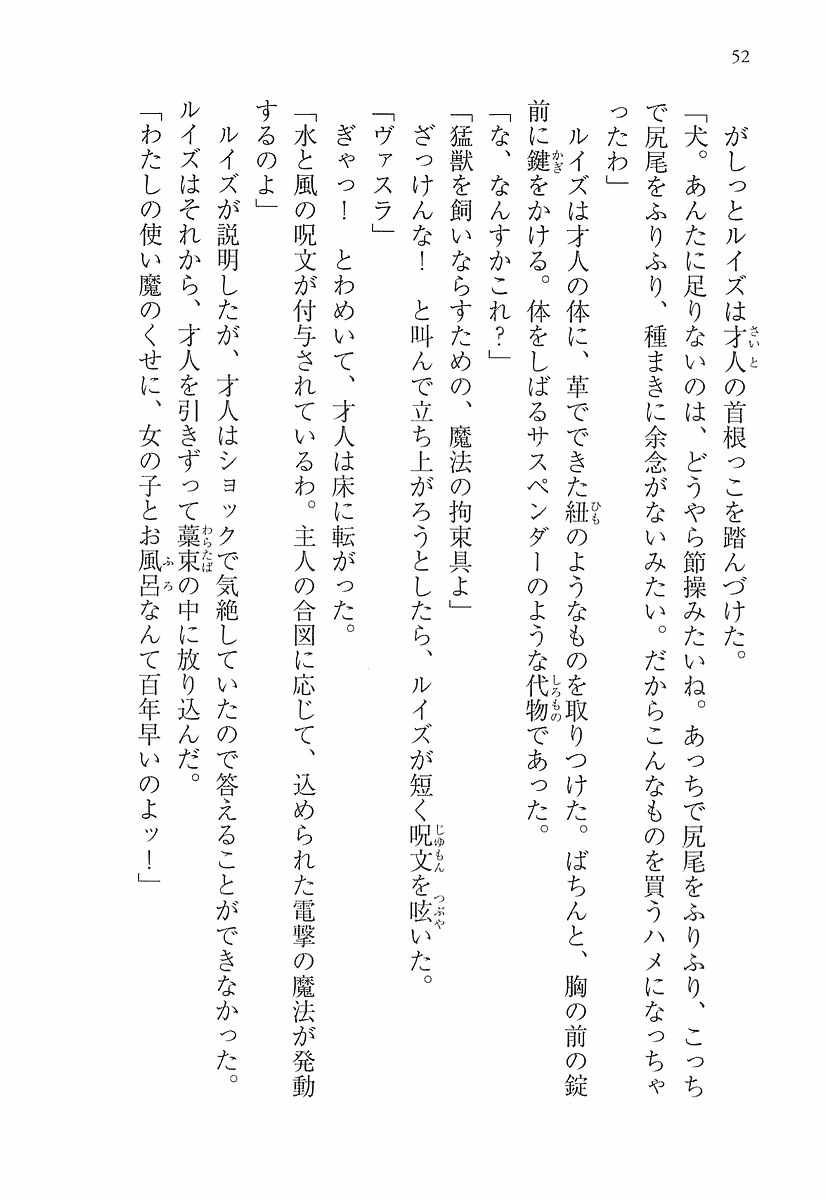 52
がしっとルイズは才人の首根っこを踏んづけた。
「犬。あんたに足りないのは、どうやら節操みたいね。あっちで尻尾をふりふり、こっち
で尻尾をふりふり、種まきに余念がないみたい。だからこんなものを買うハメになっちゃ
ったわ」
ルイズは才人の体に、革でできた紐のようなものを取りつけた。ばちんと、胸の前の錠
前に鍵をかける。体をしばるサスペンダーのような代物であった。
「な、なんすかこれ?」
「猛獣を飼いならすための、魔法の拘束具よ」
ざっけんな! と叫んで立ち上がろうとしたら、ルイズが短く呪文を呟いた。
「ヴァスラ」
ぎゃっ! とわめいて、才人は床に転がった。
「水と風の呪文が付与されているわ。主人の合図に応じて、込められた電撃の魔法が発動
するのよ」
ルイズが説明したが、才人はショックで気絶していたので答えることができなかった。
ルイズはそれから、才人を引きずって藁束の中に放り込んだ。
「わたしの使い魔のくせに、女の子とお風呂なんて百年早いのよッ!」